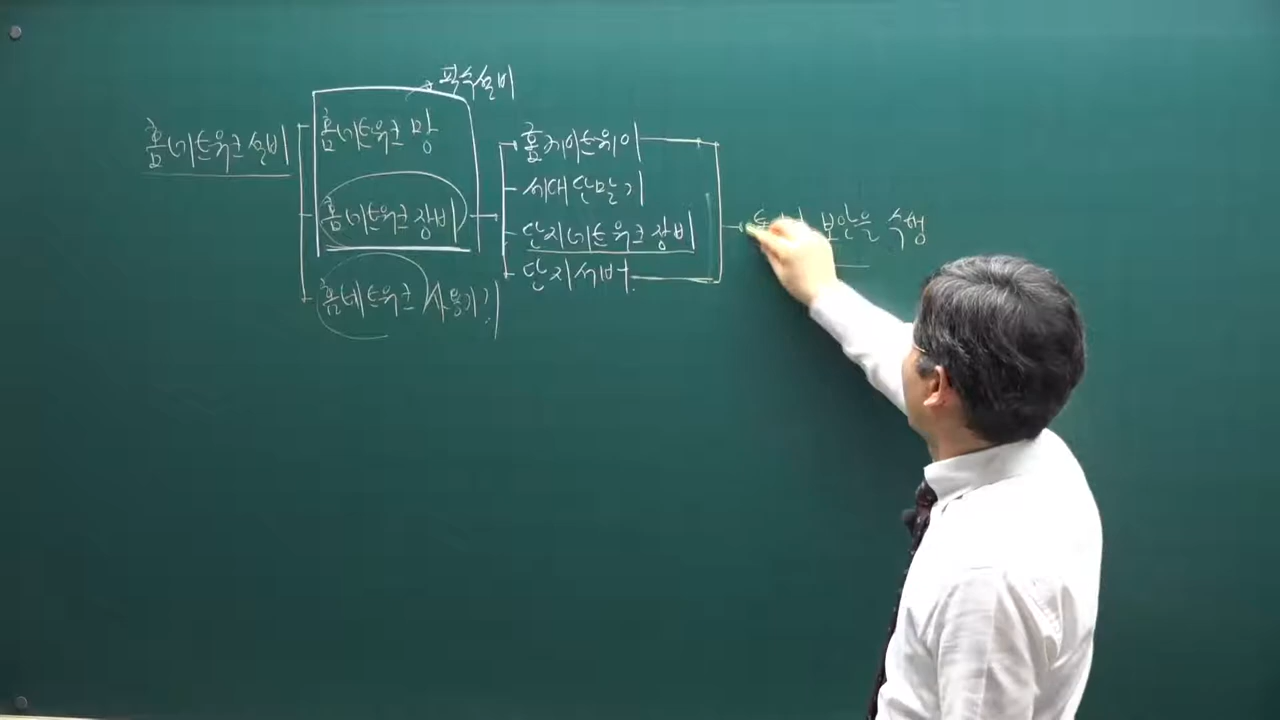 필수설비
홈네트워크 설비
홈네트워크 망
홈네트워크 장비
홈네트워크 사용기기
홈게이트웨이
세대단말기
단지네트워크 장비
단지서버
보안을 수행